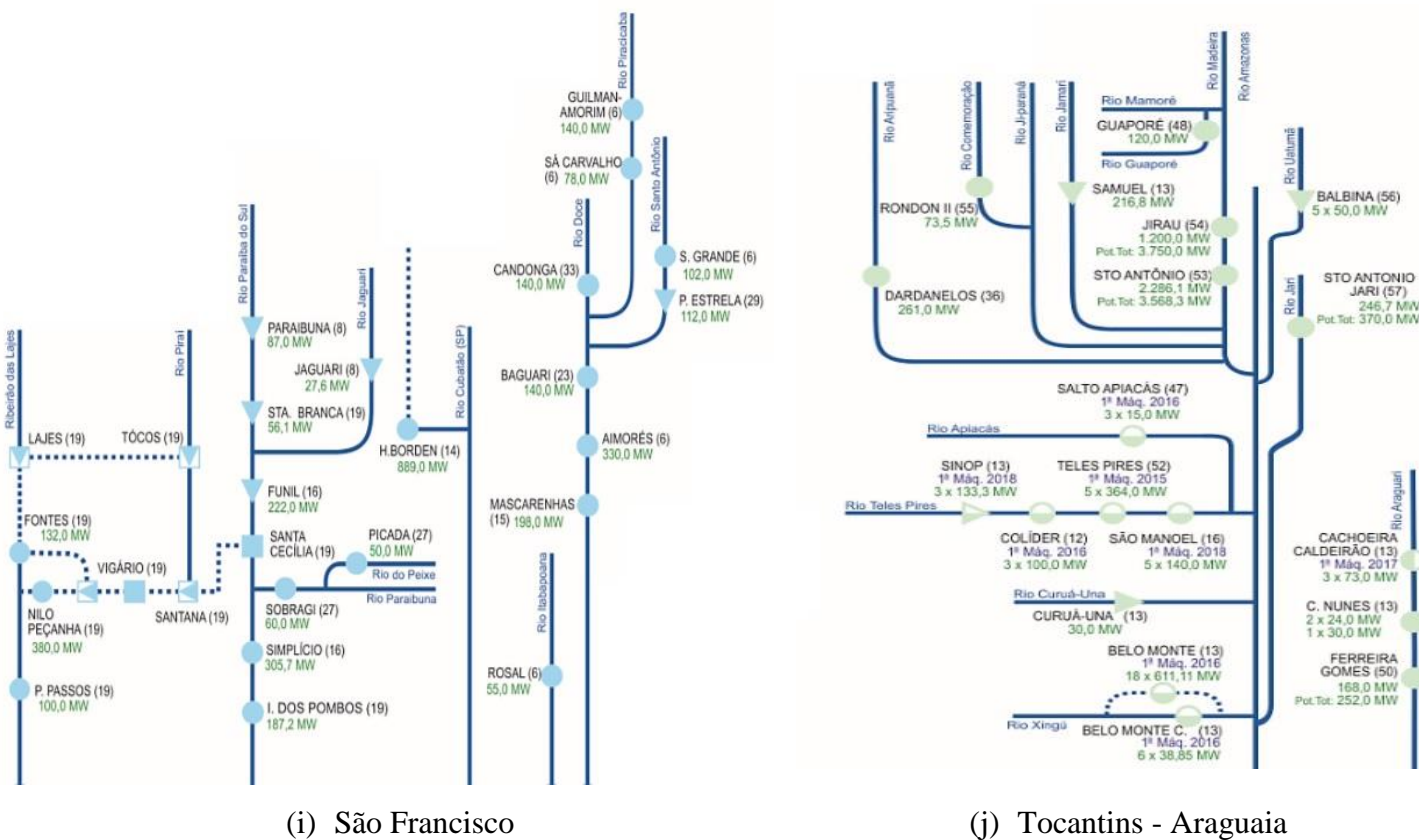 Ribeirão das Lajes
LAJES (19)
FONTES (19)
132,0 MW
NILO
PEÇANHA (19)
380,0 MW
P. PASSOS (19)
100,0 MW
Rio Piraí
TÓCOS (19)
VIGÁRIO (19)
SANTANA (19)
Rio Paraíba do Sul
PARAIBUNA (8)
87,0 MW
Rio Jaguari
JAGUARI (8)
27,6 MW
STA. BRANCA (19)
56,1 MW
FUNIL (16)
222,0 MW
SANTA
CECÍLIA (19)
PICADA (27)
50,0 MW
Rio do Peixe
Rio Paraibuna
SOBRAGI (27)
60,0 MW
SIMPLÍCIO (16)
305,7 MW
I. DOS POMBOS (19)
187,2 MW
H.BORDEN (14)
889,0 MW
Rio Cubatão (SP)
Rio Piracicaba
GUILMAN-
AMORIM (6)
140,0 MW
SÁ CARVALHO
(6) 78,0 MW
Rio Santo Antônio
S. GRANDE (6)
102,0 MW
P. ESTRELA (29)
112,0 MW
Rio Doce
CANDONGA (33)
140,0 MW
BAGUARI (23)
140,0 MW
AIMORÉS (6)
330,0 MW
MASCARENHAS
(15) 198,0 MW
Rio Itabapoana
ROSAL (6)
55,0 MW
(i) São Francisco
Rio Aripuanã
DARDANELOS (36)
261,0 MW
Rio Comemoração
RONDON II (55)
73,5 MW
Rio Ji-paraná
Rio Jamari
SAMUEL (13)
216,8 MW
Rio Madeira
Rio Amazonas
Rio Mamoré
GUAPORÉ (48)
120,0 MW
Rio Guaporé
JIRAU (54)
1.200,0 MW
Pot.Tot: 3.750,0 MW
STO ANTÔNIO (53)
2.286,1 MW
Pot.Tot: 3.568,3 MW
Rio Uatumã
BALBINA (56)
5 x 50,0 MW
Rio Jari
STO ANTONIO
JARI (57)
246,7 MW
Pot.Tot: 370,0 MW
SALTO APIACÁS (47)
1ª Máq. 2016
3 x 15,0 MW
Rio Apiacás
SINOP (13)
1ª Máq. 2018
3 x 133,3 MW
TELES PIRES (52)
1ª Máq. 2015
5 x 364,0 MW
Rio Teles Pires
COLÍDER (12)
1ª Máq. 2016
3 x 100,0 MW
SÃO MANOEL (16)
1ª Máq. 2018
5 x 140,0 MW
Rio Curuá-Una
CURUÁ-UNA (13)
30,0 MW
BELO MONTE (13)
1ª Máq. 2016
18 x 611,11 MW
Rio Xingú
BELO MONTE C. (13)
1ª Máq. 2016
6 x 38,85 MW
Rio Araguari
CACHOEIRA
CALDEIRÃO (13)
1ª Máq. 2017
3 x 73,0 MW
C. NUNES (13)
2 x 24,0 MW
1 x 30,0 MW
FERREIRA
GOMES (50)
168,0 MW
Pot.Tot: 252,0 MW
(j) Tocantins - Araguaia